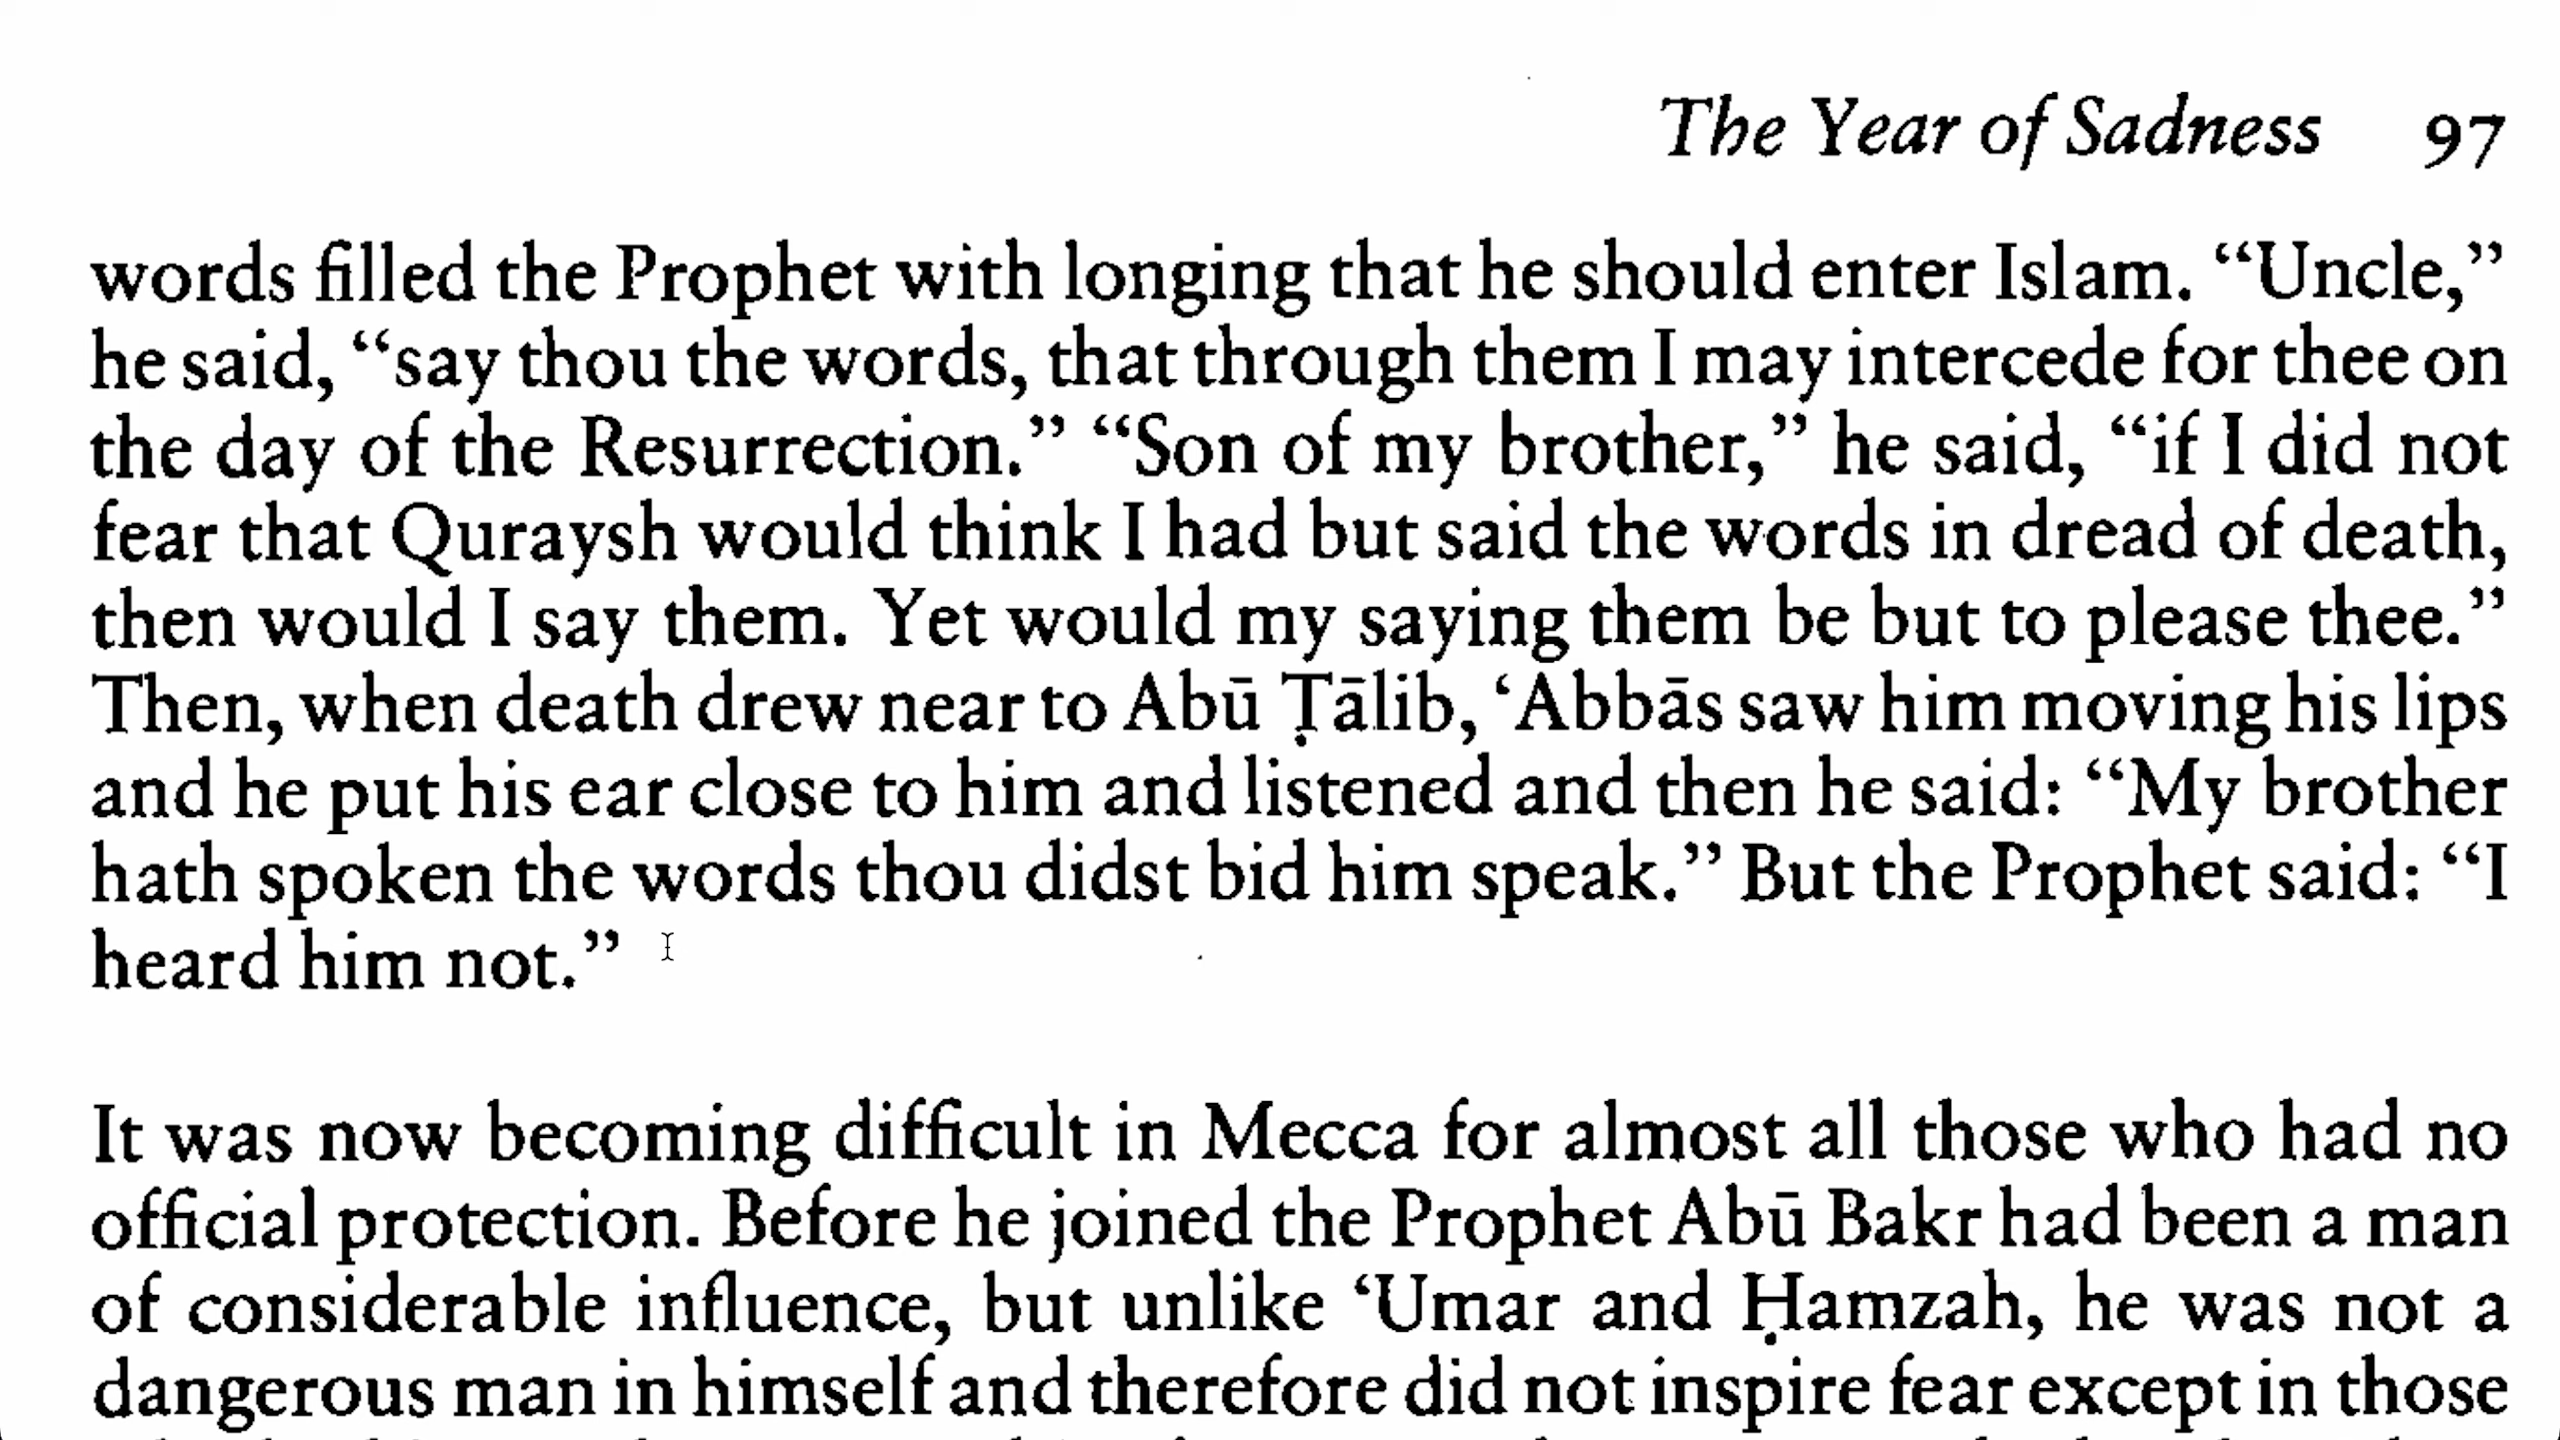 The Year of Sadness 97
words filled the Prophet with longing that he should enter Islam. “Uncle,”
he said, “say thou the words, that through them I may intercede for thee on
the day of the Resurrection.” “Son of my brother,” he said, “if I did not
fear that Quraysh would think I had but said the words in dread of death,
then would I say them. Yet would my saying them be but to please thee.”
Then, when death drew near to Abū Ṭālib, ‘Abbās saw him moving his lips
and he put his ear close to him and listened and then he said: “My brother
hath spoken the words thou didst bid him speak.” But the Prophet said: “I
heard him not.”
It was now becoming difficult in Mecca for almost all those who had no
official protection. Before he joined the Prophet Abū Bakr had been a man
of considerable influence, but unlike ‘Umar and Ḥamzah, he was not a
dangerous man in himself and therefore did not inspire fear except in those